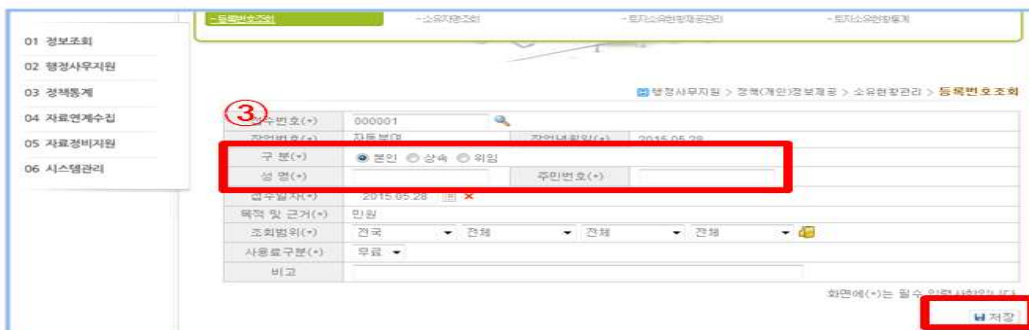 -등록번호조회 -소유자명조회 -토지소유현황제공관리 -토지소유현황통계
01 정보조회
02 행정사무지원
03 정책통계
04 자료연계수집
05 자료정비지원
06 시스템관리
행정사무지원 > 정책(개인)정보제공 > 소유현황관리 > 등록번호조회
③
접수번호(*) 000001
작업번호(*) 자동부여 작업년월일(*) 2015.05.28
구 분(*) 본인 상속 위임
성 명(*) 주민번호(*)
접수일자(*) 2015.05.28
목적 및 근거(*) 민원
조회범위(*) 전국 전체 전체 전체
사용료구분(*) 무료
비고
화면에(*)는 필수 입력사항입니다.
저장